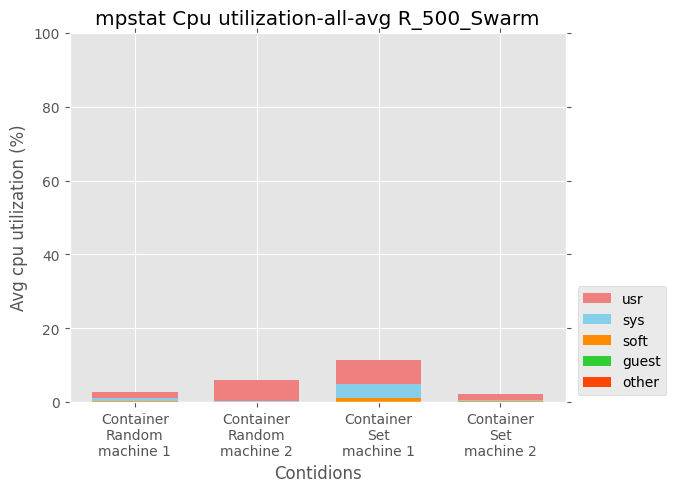 mpstat Cpu utilization-all-avg R_500_Swarm
Avg cpu utilization (%)
100
80
60
40
20
0
Container
Random
machine 1
Container
Random
machine 2
Container
Set
machine 1
Container
Set
machine 2
Contidions
usr
sys
soft
guest
other